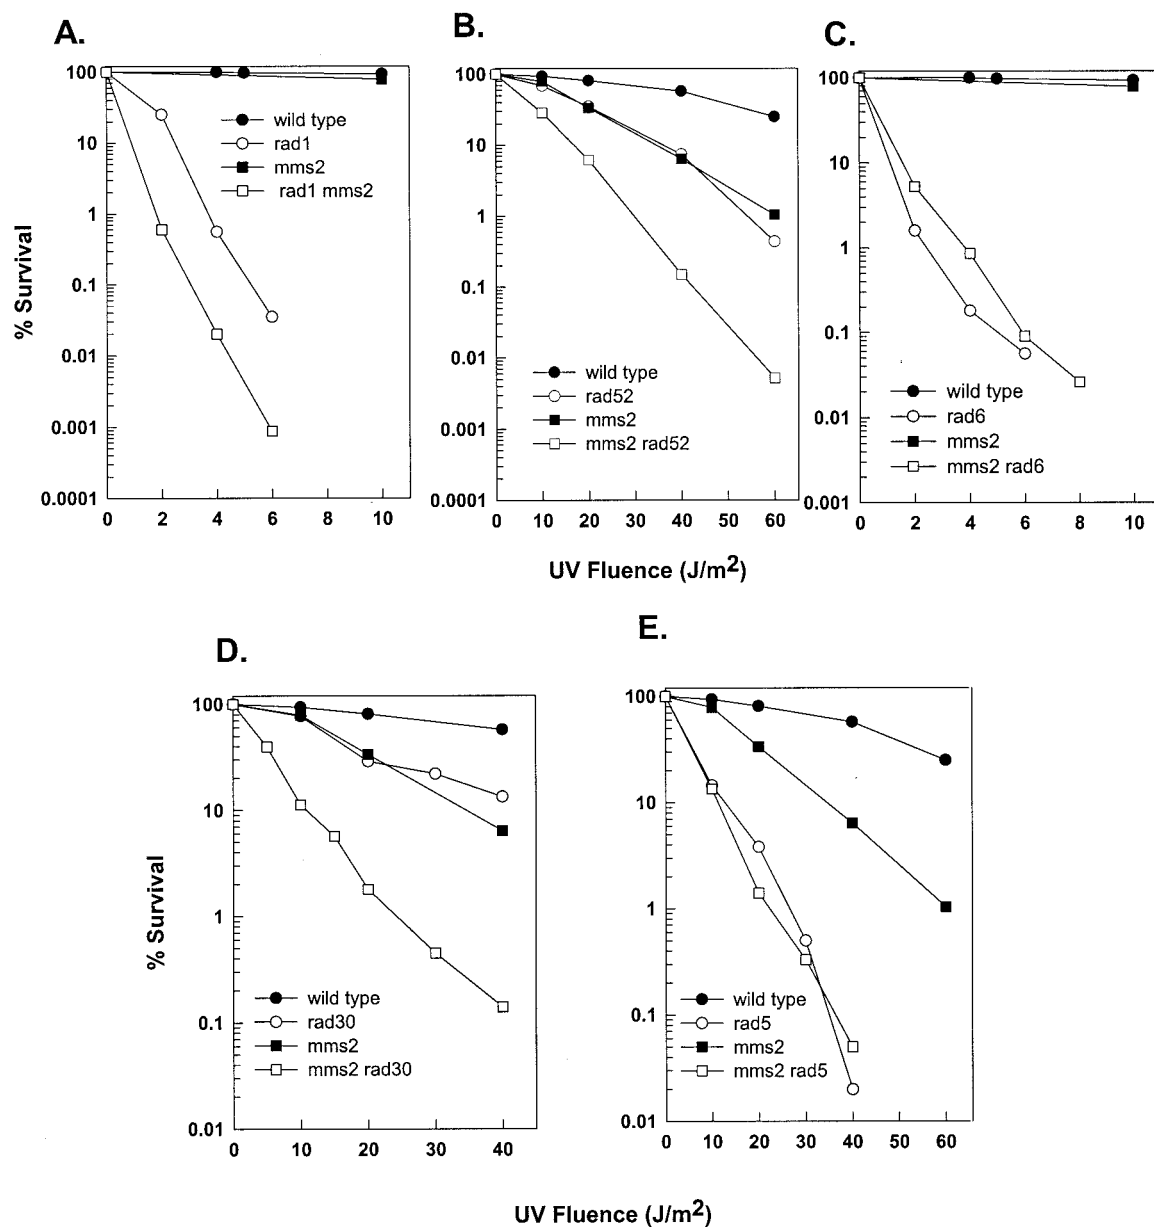 A.
B.
C.
% Survival
100
10
1
0.1
0.01
0.001
0.0001
0 2 4 6 8 10
wild type
rad1
mms2
rad1 mms2
100
10
1
0.1
0.01
0.001
0.0001
0 10 20 30 40 50 60
wild type
rad52
mms2
mms2 rad52
100
10
1
0.1
0.01
0.001
0 2 4 6 8 10
wild type
rad6
mms2
mms2 rad6
UV Fluence (J/m2)
D.
E.
% Survival
100
10
1
0.1
0.01
0 10 20 30 40
wild type
rad30
mms2
mms2 rad30
100
10
1
0.1
0.01
0 10 20 30 40 50 60
wild type
rad5
mms2
mms2 rad5
UV Fluence (J/m2)